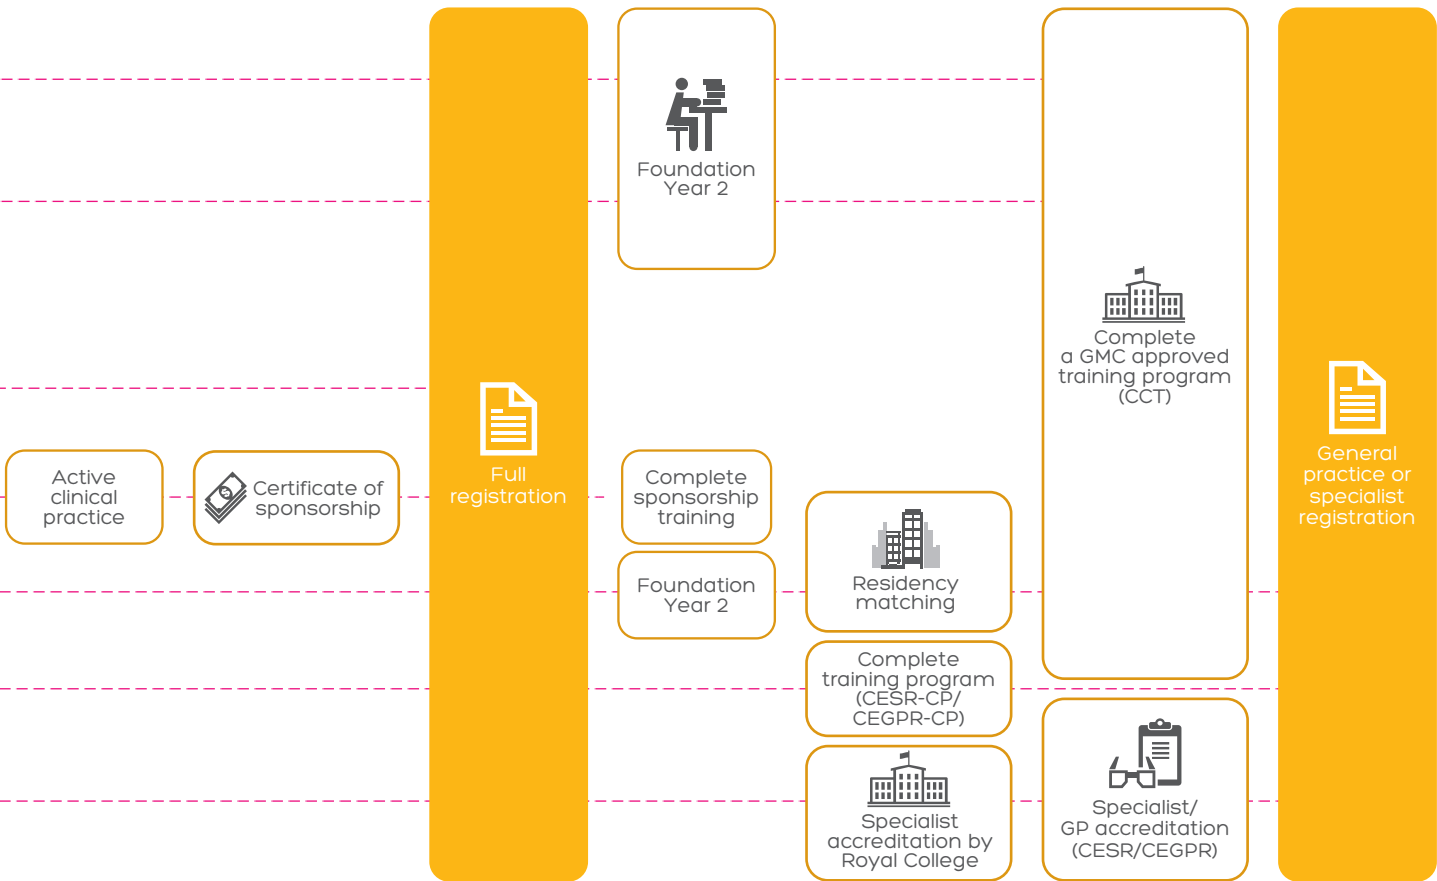 Foundation
Year 2
Complete
a GMC approved
training program
(CCT)
Active
clinical
practice
Certificate of
sponsorship
Full
registration
Complete
sponsorship
training
General
practice or
specialist
registration
Foundation
Year 2
Residency
matching
Complete
training program
(CESR-CP/
CEGPR-CP)
Specialist
accreditation by
Royal College
Specialist/
GP accreditation
(CESR/CEGPR)